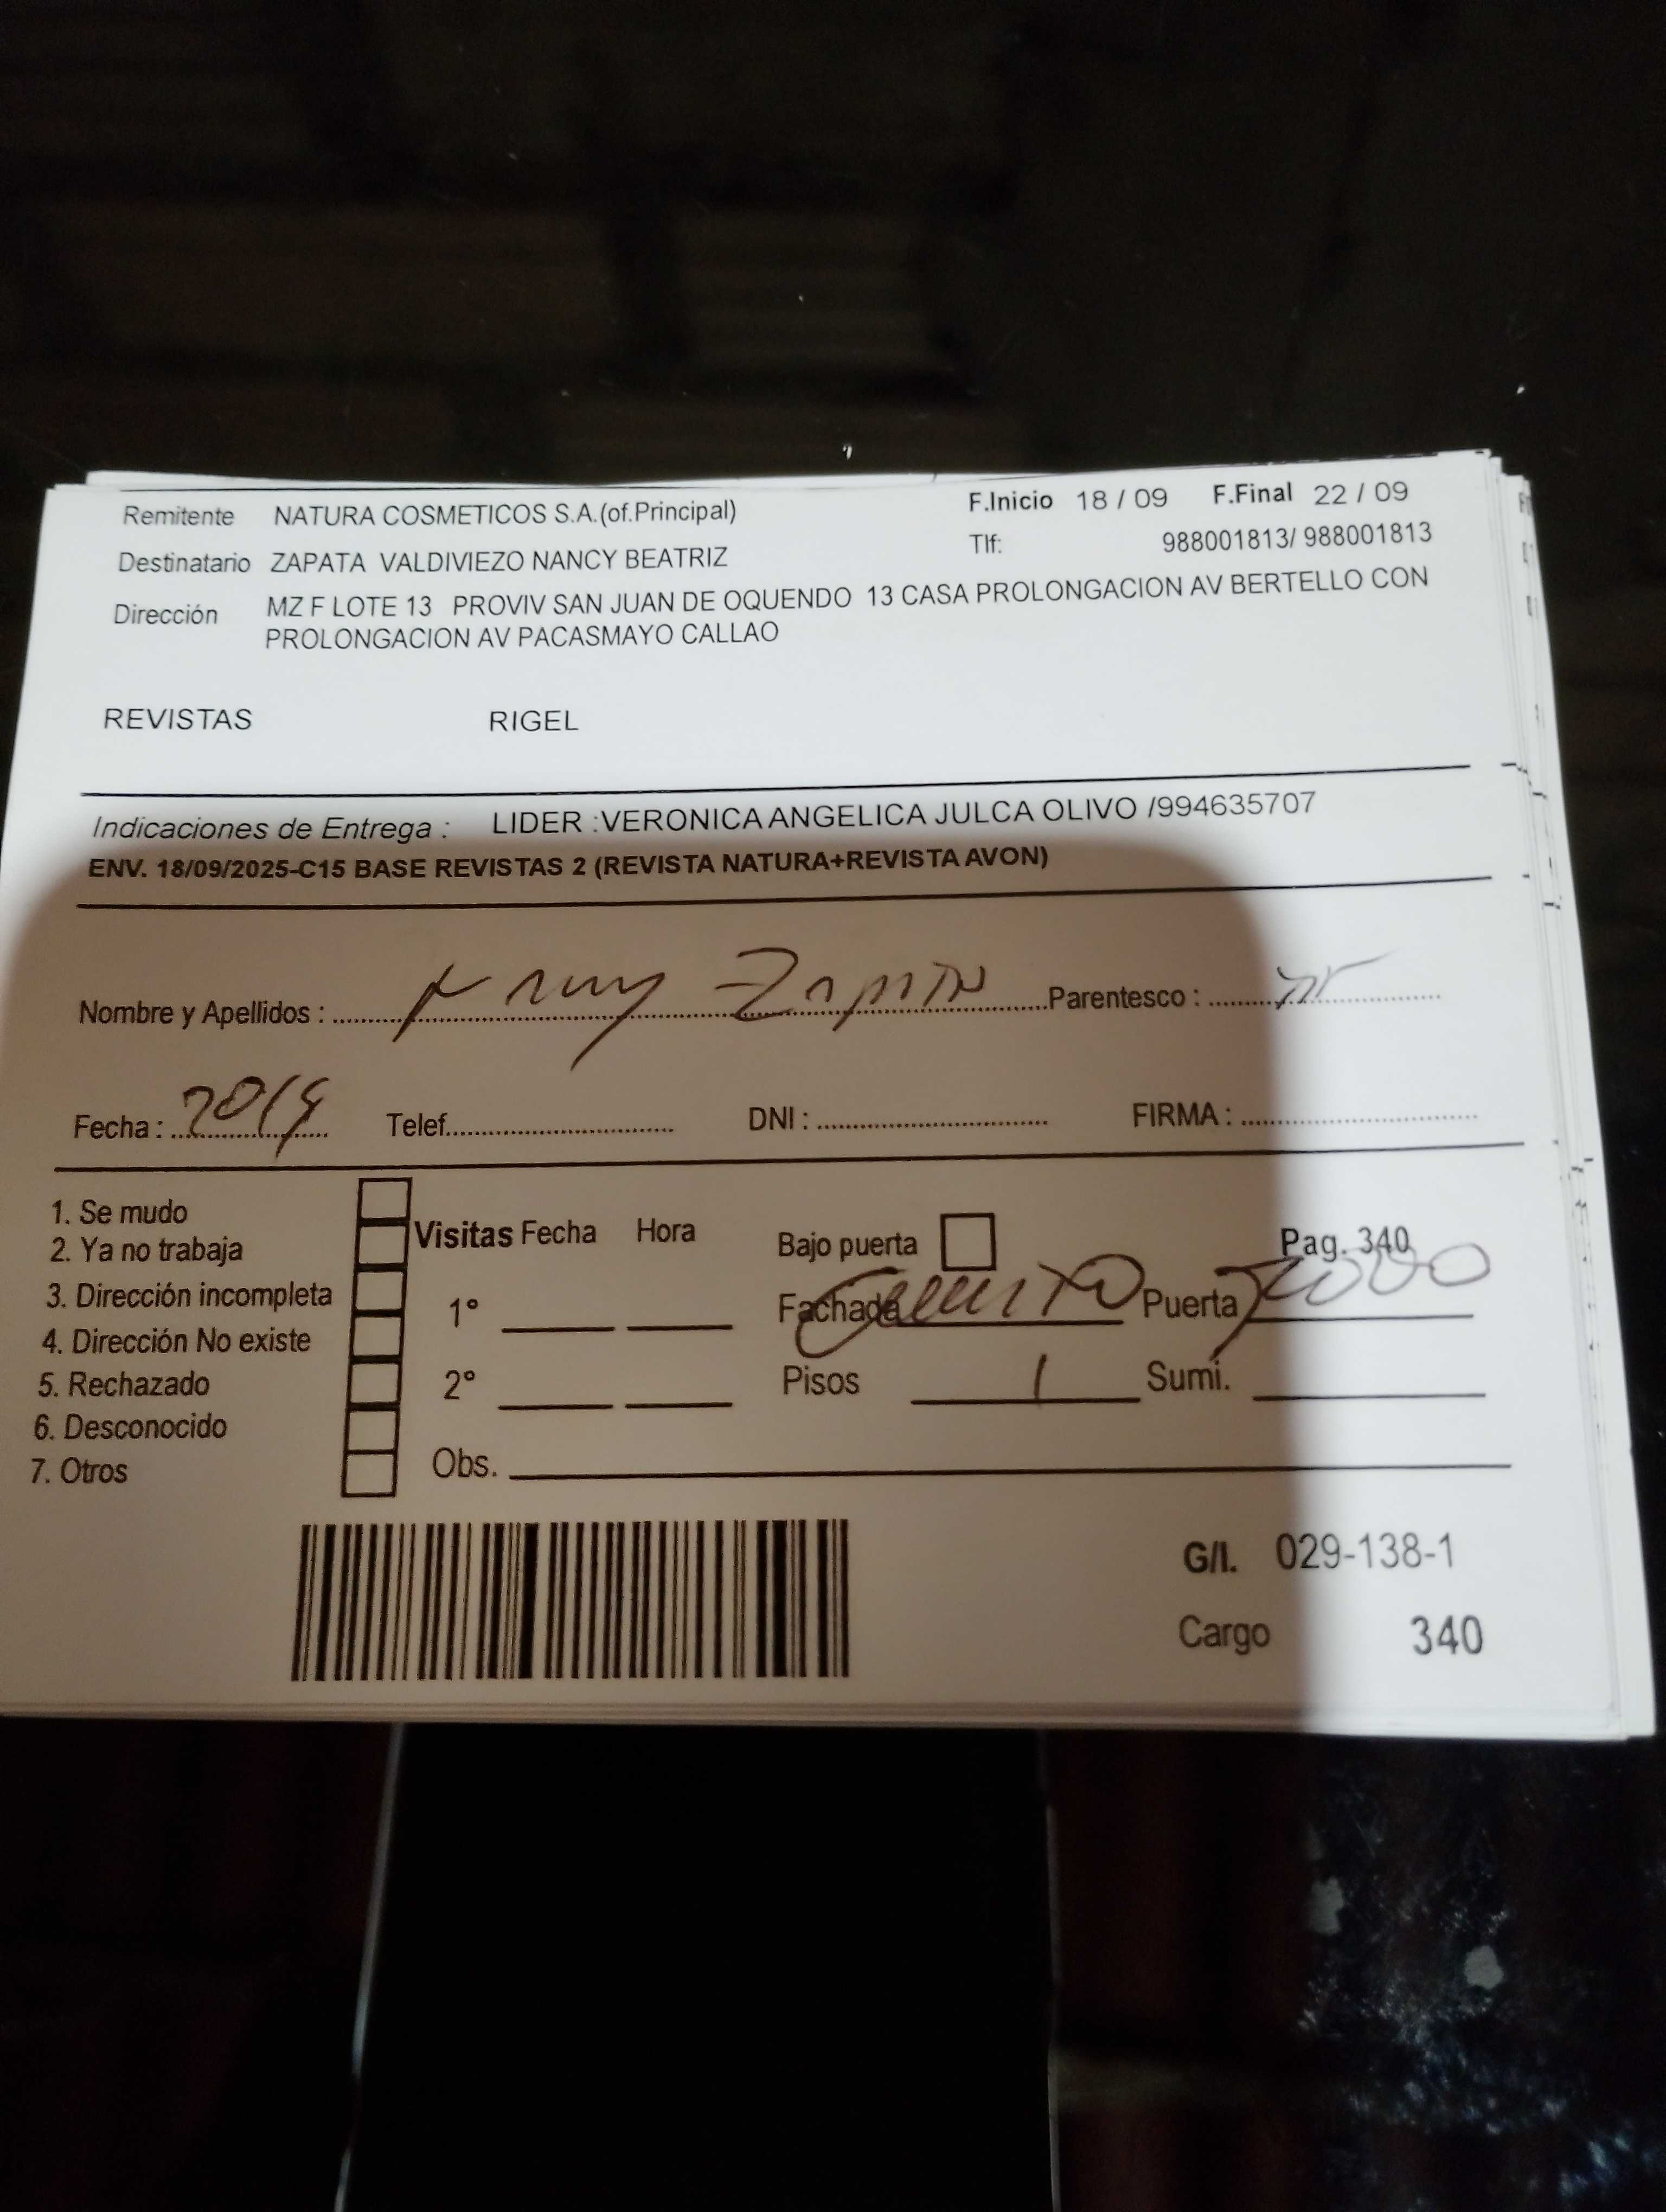 Remitente NATURA COSMETICOS S.A.(of.Principal) F.Inicio 18 / 09 F.Final 22 / 09
Destinatario ZAPATA VALDIVIEZO NANCY BEATRIZ Tlf: 988001813/ 988001813
Dirección MZ F LOTE 13 PROVIV SAN JUAN DE OQUENDO 13 CASA PROLONGACION AV BERTELLO CON
PROLONGACION AV PACASMAYO CALLAO
REVISTAS RIGEL
Indicaciones de Entrega : LIDER :VERONICA ANGELICA JULCA OLIVO /994635707
ENV. 18/09/2025-C15 BASE REVISTAS 2 (REVISTA NATURA+REVISTA AVON)
Nombre y Apellidos : Nancy Zapata Parentesco :
Fecha : 20/9 Telef. DNI : FIRMA :
1. Se mudo
2. Ya no trabaja
3. Dirección incompleta
4. Dirección No existe
5. Rechazado
6. Desconocido
7. Otros
Visitas Fecha Hora
1°
2°
Obs.
Bajo puerta Pag. 340
Fachada Puerta
Pisos 1 Sumi.
G/I. 029-138-1
Cargo 340